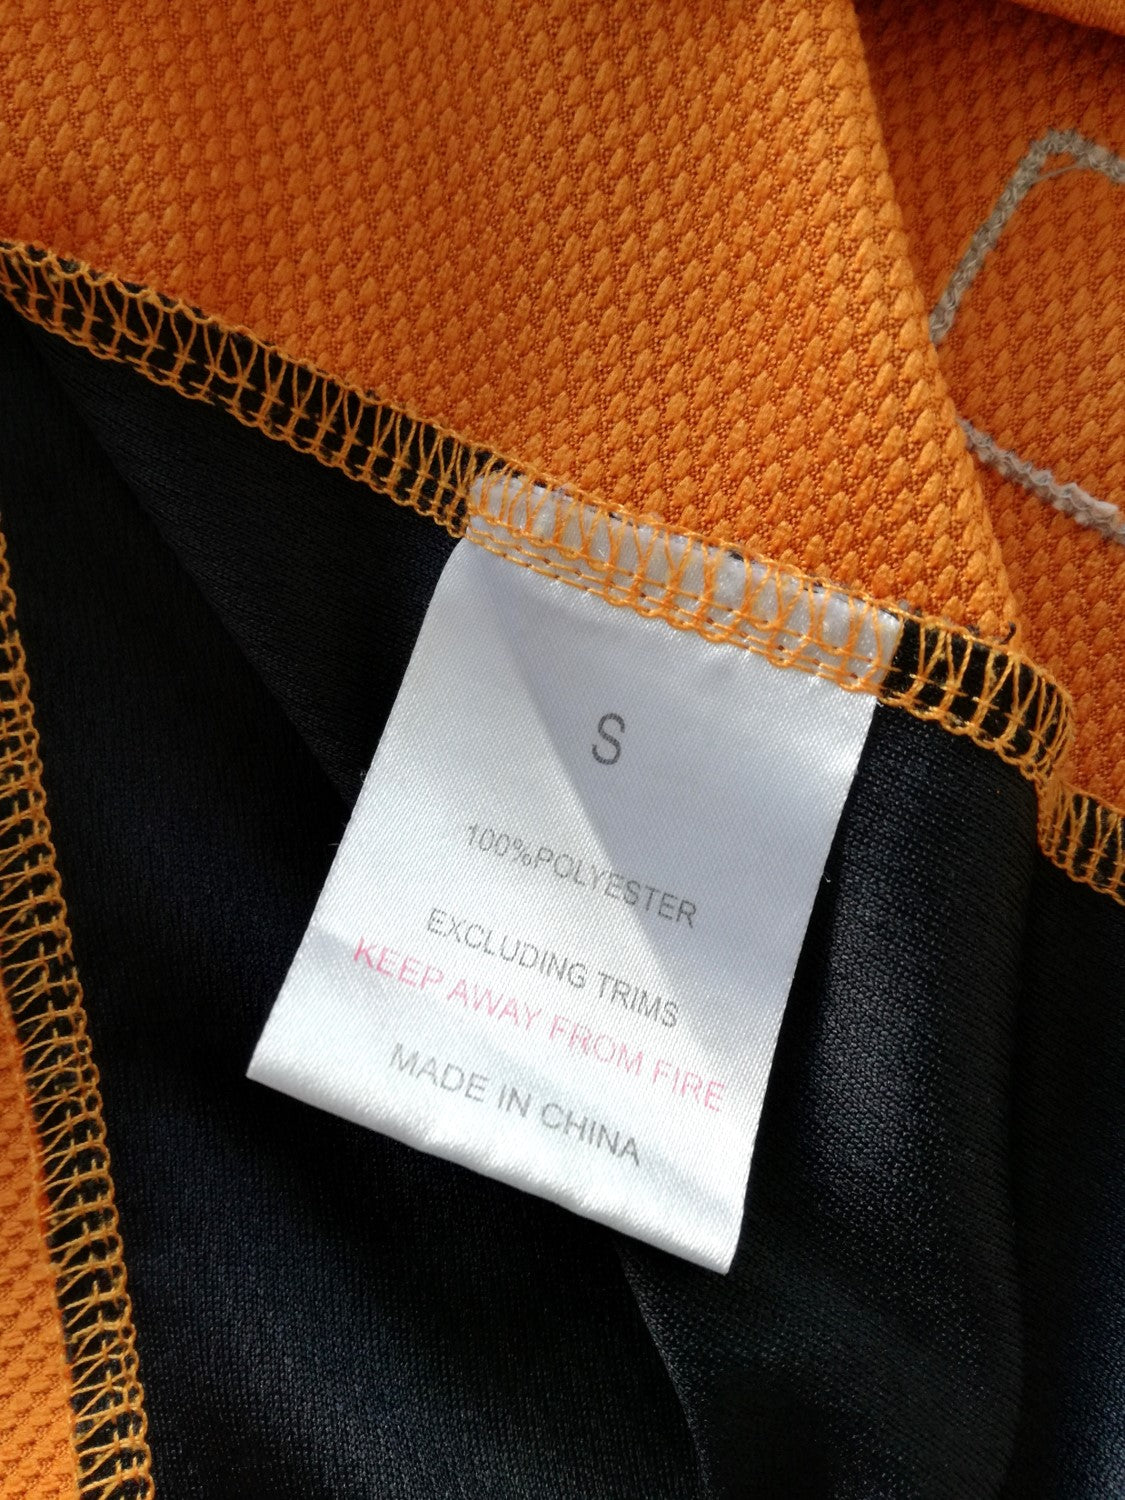 S
100%POLYESTER
EXCLUDING TRIMS
KEEP AWAY FROM FIRE
MADE IN CHINA